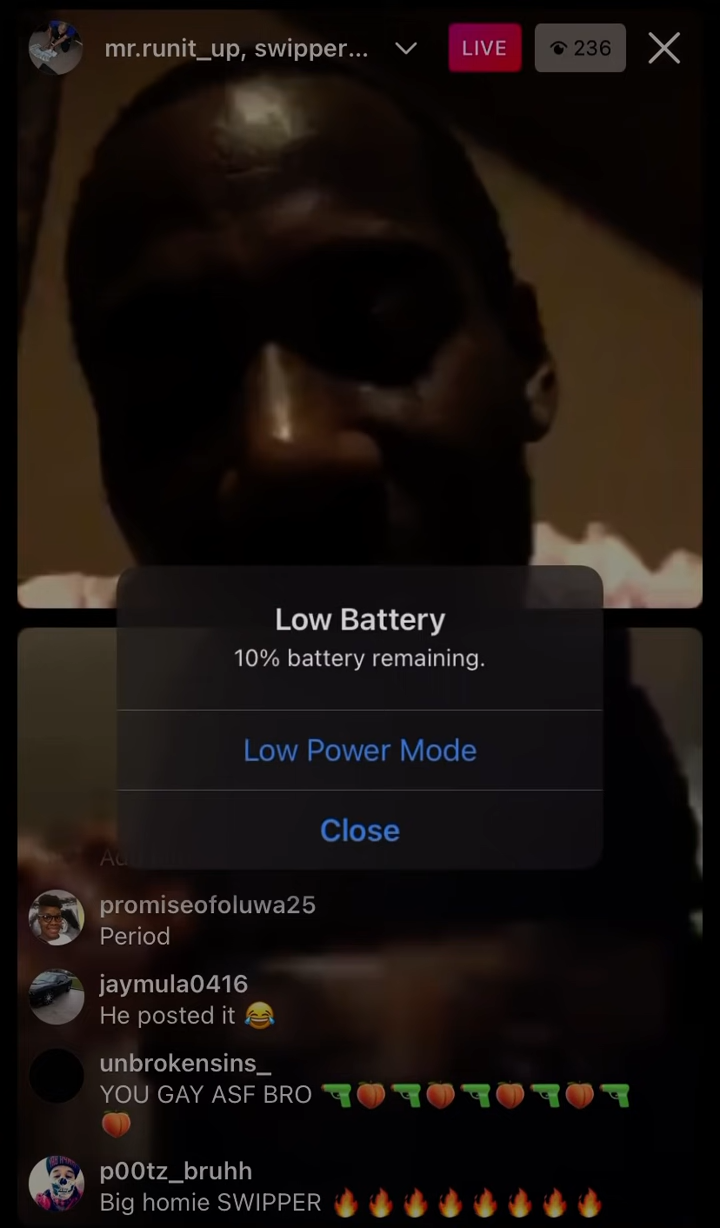 mr.runit_up, swipper...
LIVE
236
Low Battery
10% battery remaining.
Low Power Mode
Close
promiseofoluwa25
Period
jaymula0416
He posted it 😂
unbrokensins_
YOU GAY ASF BRO 🔫🍑🔫🍑🔫🍑🔫🍑🔫
🍑
p00tz_bruhh
Big homie SWIPPER 🔥🔥🔥🔥🔥🔥🔥🔥